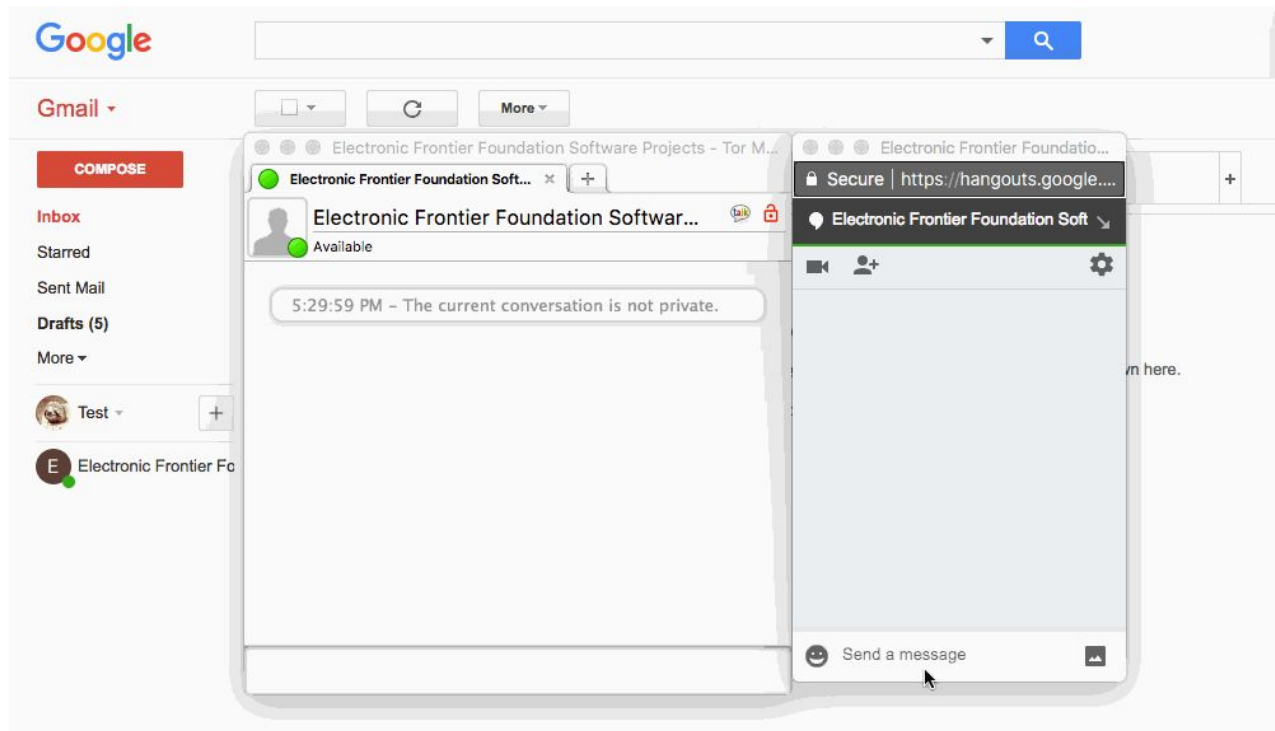 Google
Gmail
More
COMPOSE
Inbox
Starred
Sent Mail
Drafts (5)
More
Test
+
E
Electronic Frontier Fo
Electronic Frontier Foundation Software Projects - Tor M...
Electronic Frontier Foundation Soft... × +
Electronic Frontier Foundation Softwar...
talk
Available
5:29:59 PM – The current conversation is not private.
Electronic Frontier Foundatio...
Secure | https://hangouts.google....
Electronic Frontier Foundation Soft
Send a message
+
here.